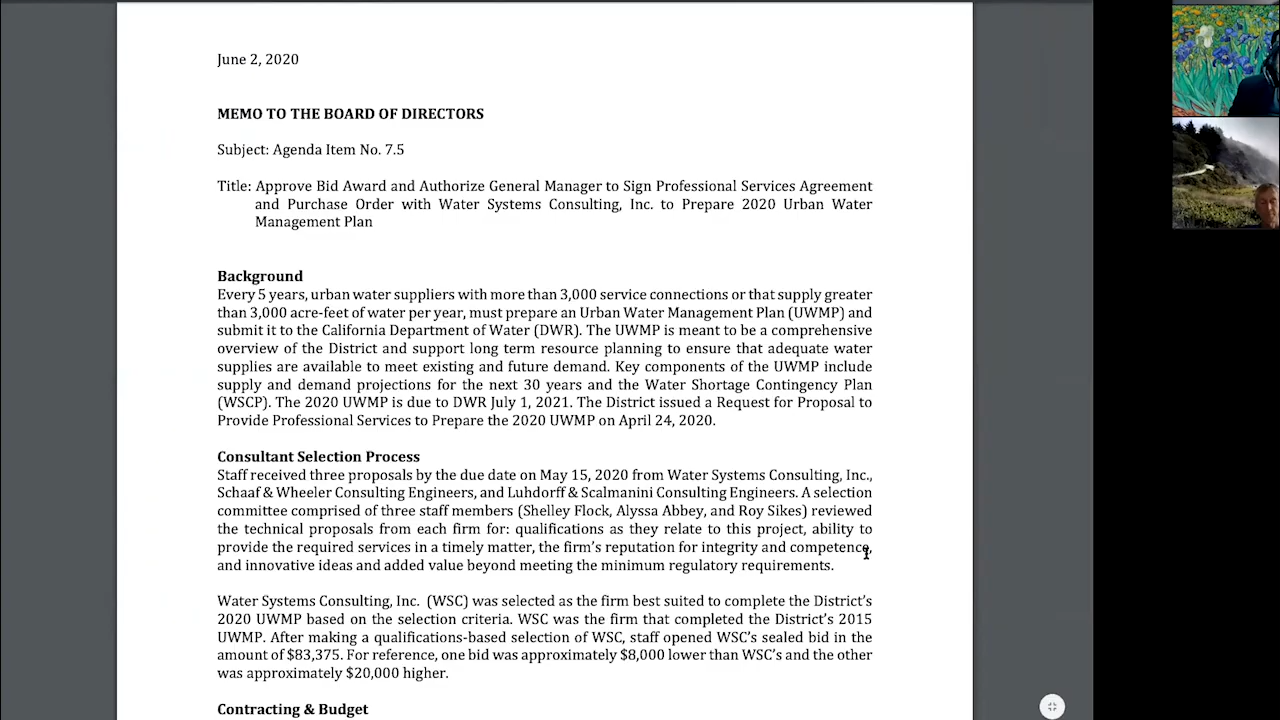 June 2, 2020
MEMO TO THE BOARD OF DIRECTORS
Subject: Agenda Item No. 7.5
Title: Approve Bid Award and Authorize General Manager to Sign Professional Services Agreement
and Purchase Order with Water Systems Consulting, Inc. to Prepare 2020 Urban Water
Management Plan
Background
Every 5 years, urban water suppliers with more than 3,000 service connections or that supply greater
than 3,000 acre-feet of water per year, must prepare an Urban Water Management Plan (UWMP) and
submit it to the California Department of Water (DWR). The UWMP is meant to be a comprehensive
overview of the District and support long term resource planning to ensure that adequate water
supplies are available to meet existing and future demand. Key components of the UWMP include
supply and demand projections for the next 30 years and the Water Shortage Contingency Plan
(WSCP). The 2020 UWMP is due to DWR July 1, 2021. The District issued a Request for Proposal to
Provide Professional Services to Prepare the 2020 UWMP on April 24, 2020.
Consultant Selection Process
Staff received three proposals by the due date on May 15, 2020 from Water Systems Consulting, Inc.,
Schaaf & Wheeler Consulting Engineers, and Luhdorff & Scalmanini Consulting Engineers. A selection
committee comprised of three staff members (Shelley Flock, Alyssa Abbey, and Roy Sikes) reviewed
the technical proposals from each firm for: qualifications as they relate to this project, ability to
provide the required services in a timely matter, the firm's reputation for integrity and competence,
and innovative ideas and added value beyond meeting the minimum regulatory requirements.
Water Systems Consulting, Inc. (WSC) was selected as the firm best suited to complete the District's
2020 UWMP based on the selection criteria. WSC was the firm that completed the District's 2015
UWMP. After making a qualifications-based selection of WSC, staff opened WSC's sealed bid in the
amount of $83,375. For reference, one bid was approximately $8,000 lower than WSC's and the other
was approximately $20,000 higher.
Contracting & Budget